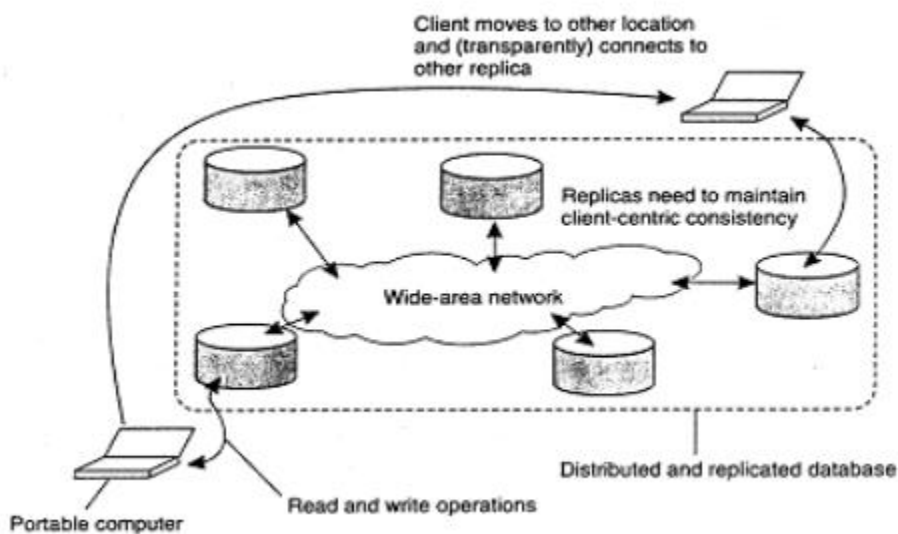 Client moves to other location
and (transparently) connects to
other replica
Replicas need to maintain
client-centric consistency
Wide-area network
Distributed and replicated database
Read and write operations
Portable computer